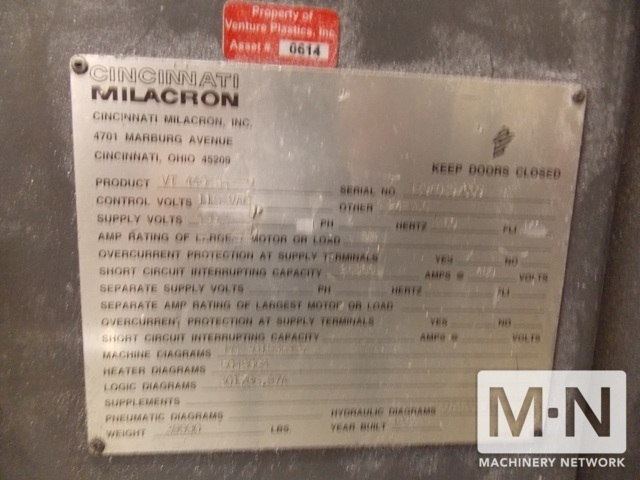 Property of
Venture Plastics, Inc.
Asset #. 0614
CINCINNATI
MILACRON
CINCINNATI MILACRON, INC.
4701 MARBURG AVENUE
CINCINNATI, OHIO 45209
KEEP DOORS CLOSED
PRODUCT VT 440 SERIAL NO.
CONTROL VOLTS OTHER
SUPPLY VOLTS PH HERTZ FLI
AMP RATING OF LARGEST MOTOR OR LOAD
OVERCURRENT PROTECTION AT SUPPLY TERMINALS YES NO
SHORT CIRCUIT INTERRUPTING CAPACITY AMPS @ VOLTS
SEPARATE SUPPLY VOLTS PH HERTZ FLI
SEPARATE AMP RATING OF LARGEST MOTOR OR LOAD
OVERCURRENT PROTECTION AT SUPPLY TERMINALS YES NO
SHORT CIRCUIT INTERRUPTING CAPACITY AMPS @ VOLTS
MACHINE DIAGRAMS
HEATER DIAGRAMS
LOGIC DIAGRAMS
SUPPLEMENTS
PNEUMATIC DIAGRAMS HYDRAULIC DIAGRAMS
WEIGHT LBS. YEAR BUILT
M·N
MACHINERY NETWORK